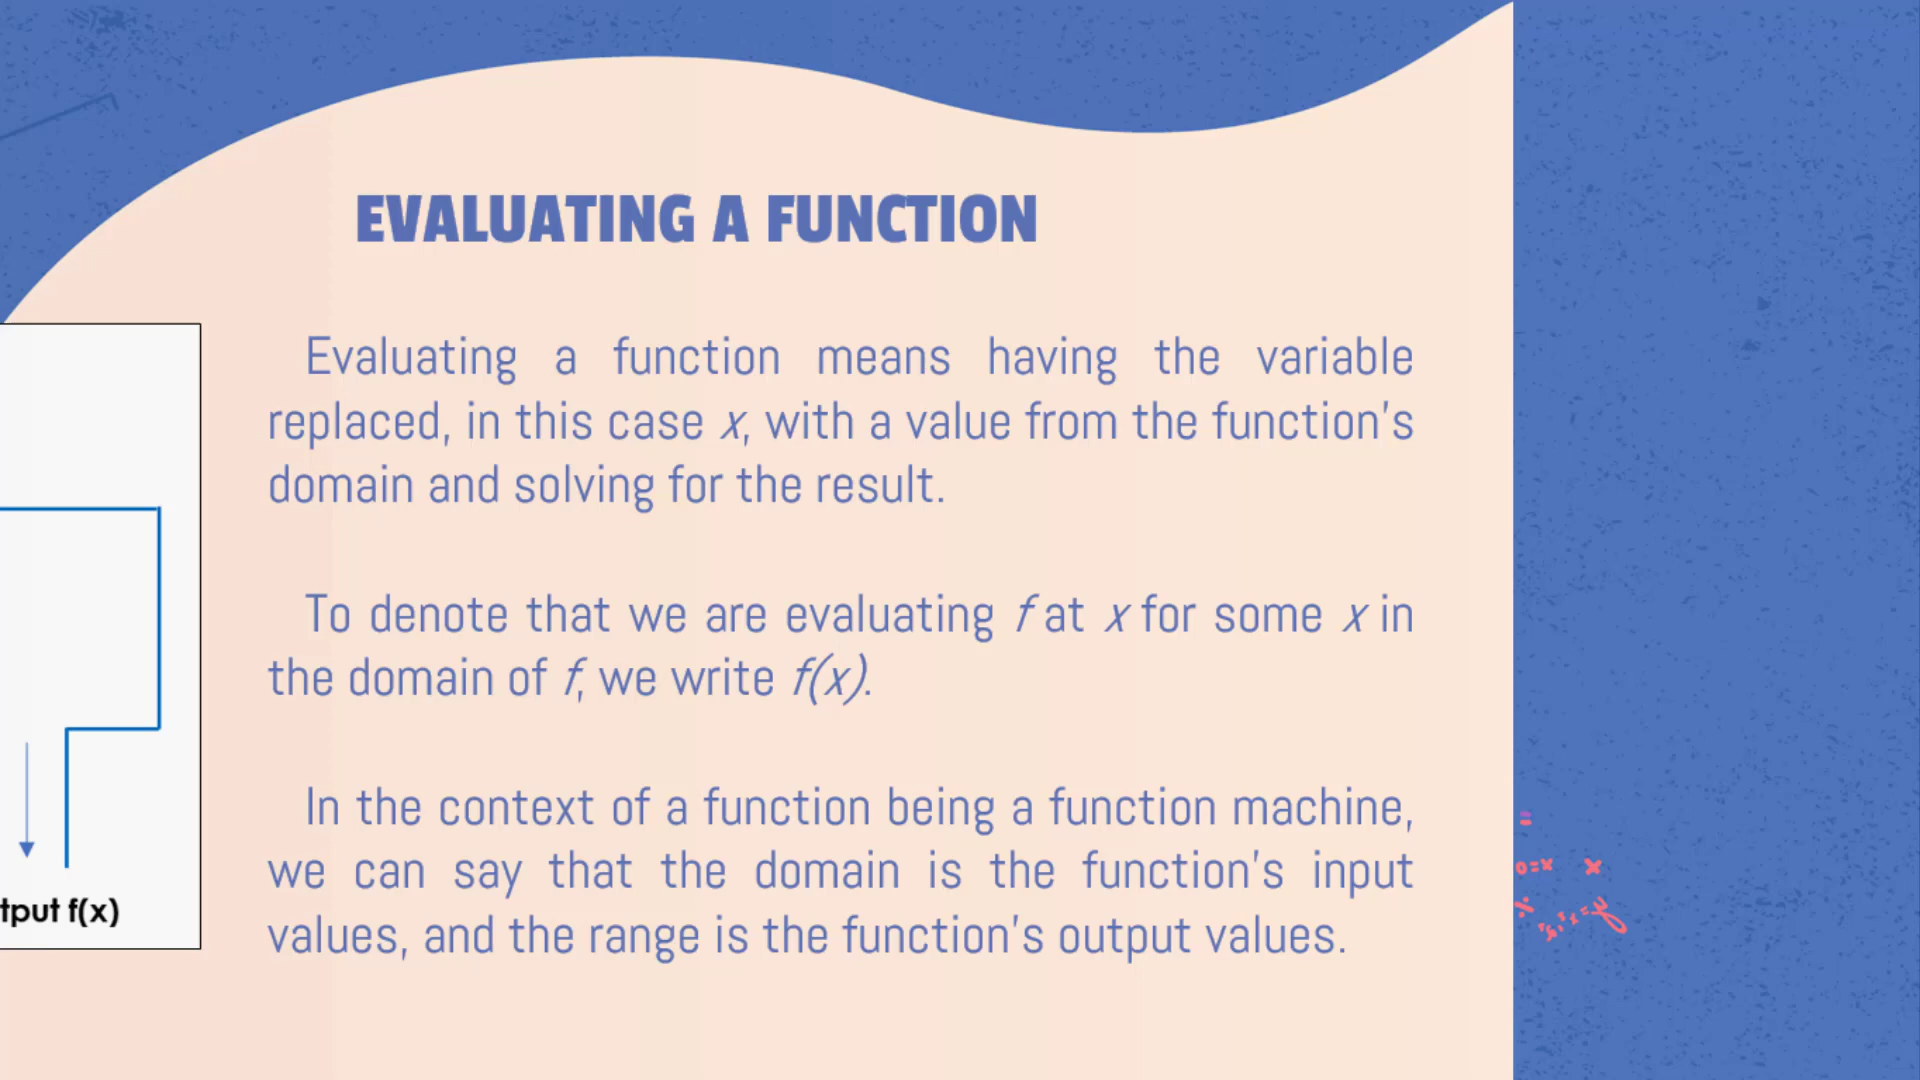 EVALUATING A FUNCTION
Evaluating a function means having the variable
replaced, in this case x, with a value from the function’s
domain and solving for the result.
To denote that we are evaluating f at x for some x in
the domain of f, we write f(x).
In the context of a function being a function machine,
we can say that the domain is the function’s input
values, and the range is the function’s output values.
tput f(x)
=
0=x x